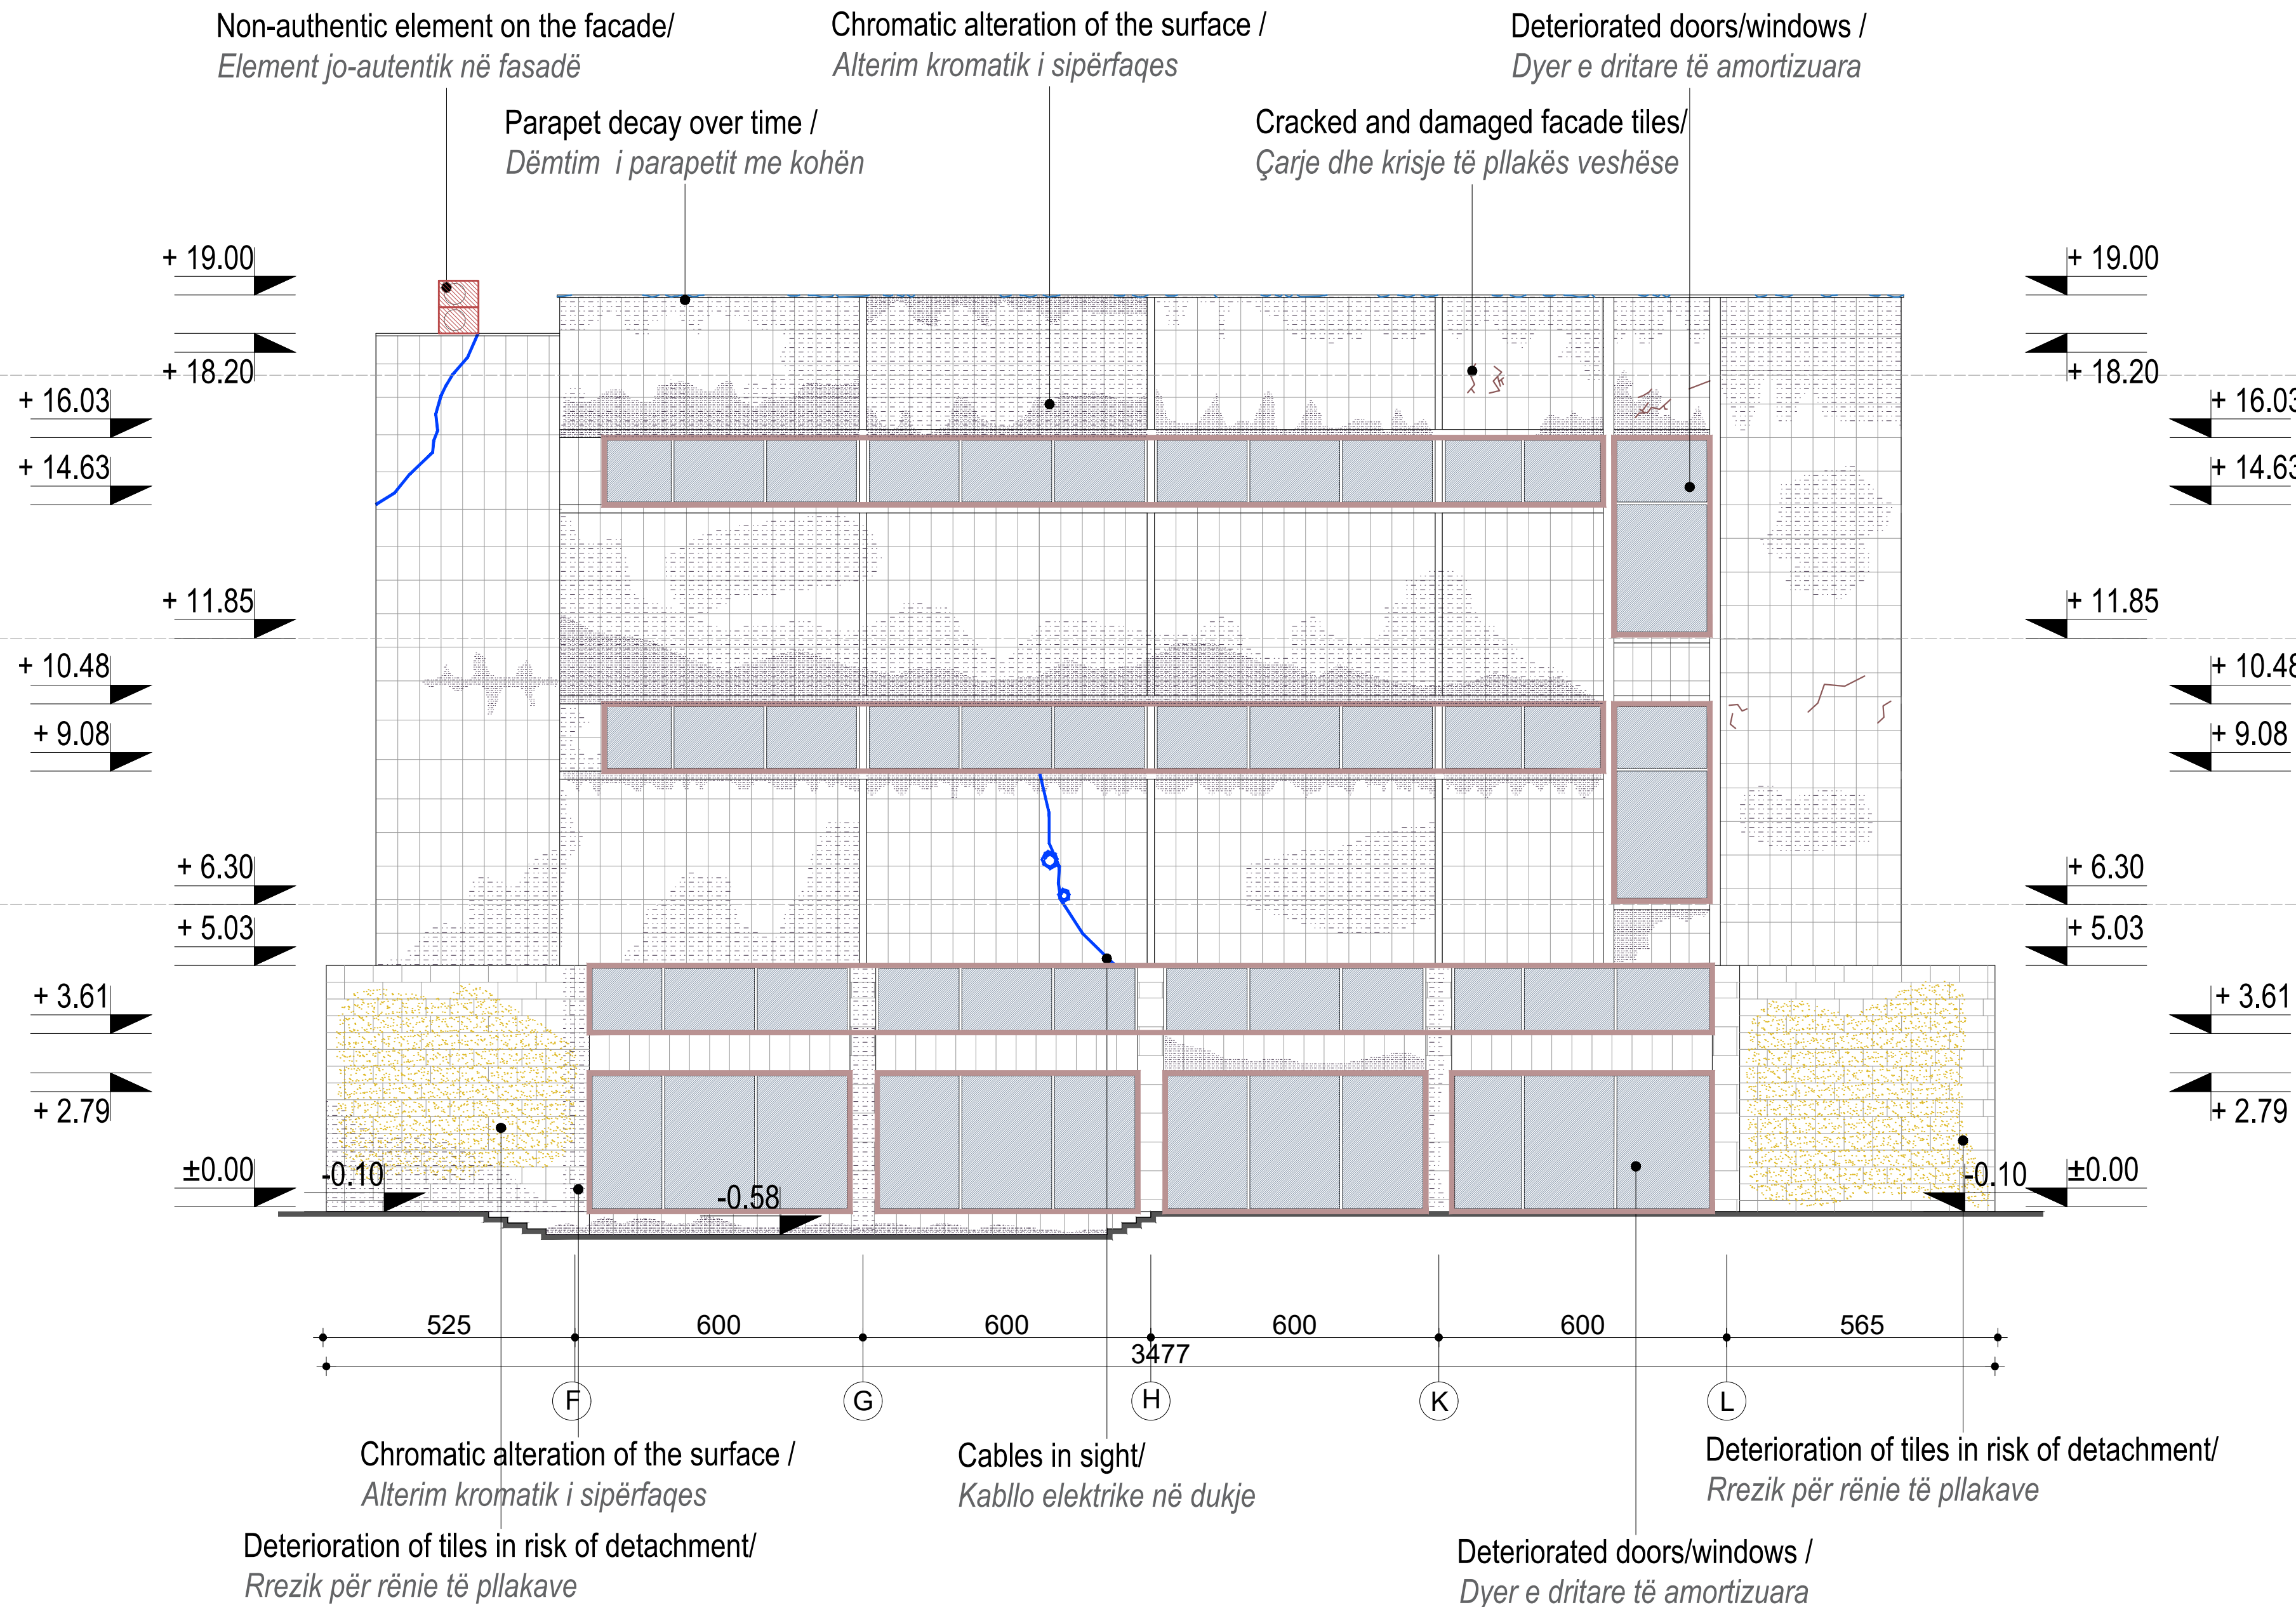 Non-authentic element on the facade/
Element jo-autentik në fasadë
Chromatic alteration of the surface /
Alterim kromatik i sipërfaqes
Deteriorated doors/windows /
Dyer e dritare të amortizuara
Parapet decay over time /
Dëmtim i parapetit me kohën
Cracked and damaged facade tiles/
Çarje dhe krisje të pllakës veshëse
+ 19.00
+ 19.00
+ 18.20
+ 18.20
+ 16.03
+ 16.03
+ 14.63
+ 14.63
+ 11.85
+ 11.85
+ 10.48
+ 10.48
+ 9.08
+ 9.08
+ 6.30
+ 6.30
+ 5.03
+ 5.03
+ 3.61
+ 3.61
+ 2.79
+ 2.79
±0.00
-0.10
-0.58
-0.10
±0.00
525
600
600
600
600
565
3477
F
G
H
K
L
Chromatic alteration of the surface /
Alterim kromatik i sipërfaqes
Cables in sight/
Kabllo elektrike në dukje
Deterioration of tiles in risk of detachment/
Rrezik për rënie të pllakave
Deterioration of tiles in risk of detachment/
Rrezik për rënie të pllakave
Deteriorated doors/windows /
Dyer e dritare të amortizuara